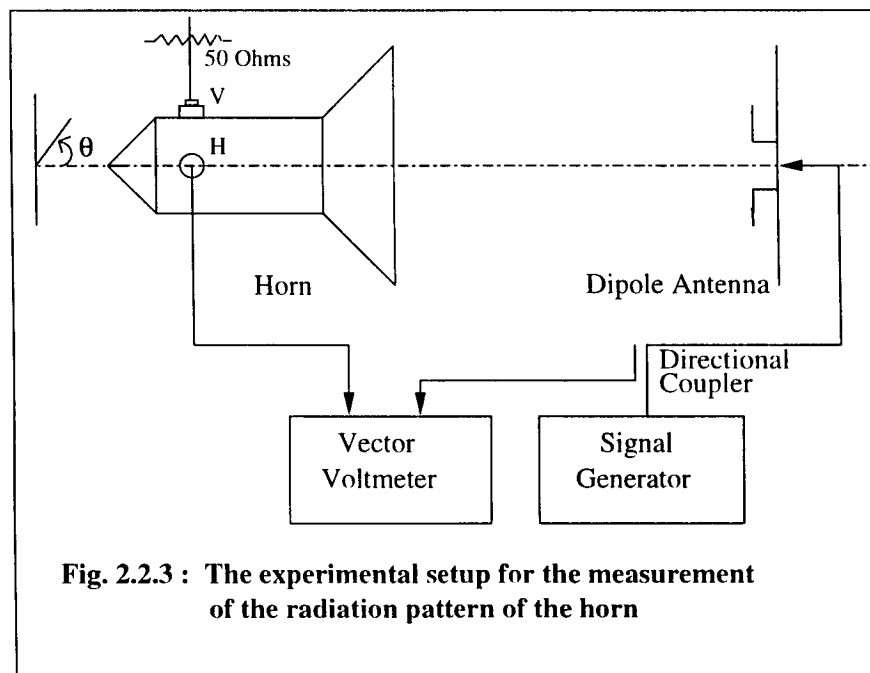 50 Ohms
V
θ
H
Horn
Dipole Antenna
Directional
Coupler
Vector
Voltmeter
Signal
Generator
Fig. 2.2.3 : The experimental setup for the measurement
of the radiation pattern of the horn